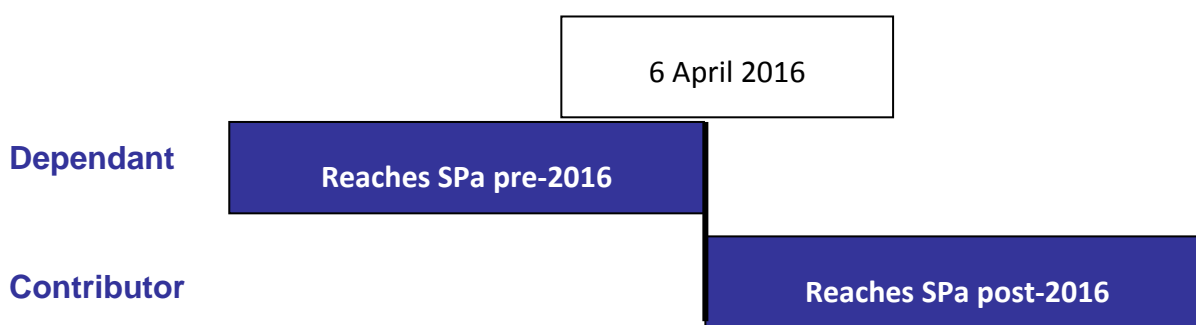 6 April 2016
Dependant
Reaches SPa pre-2016
Contributor
Reaches SPa post-2016